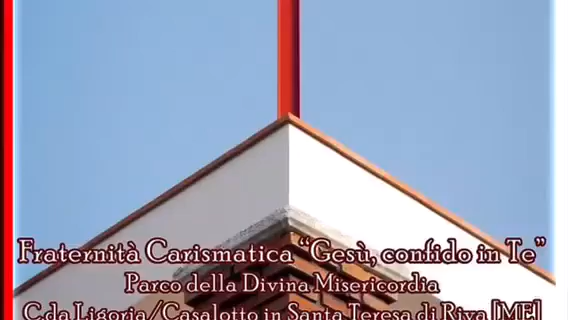 Fraternità Carismatica “Gesù, confido in Te”
Parco della Divina Misericordia
C.da Ligoria/Casalotto in Santa Teresa di Riva [ME]